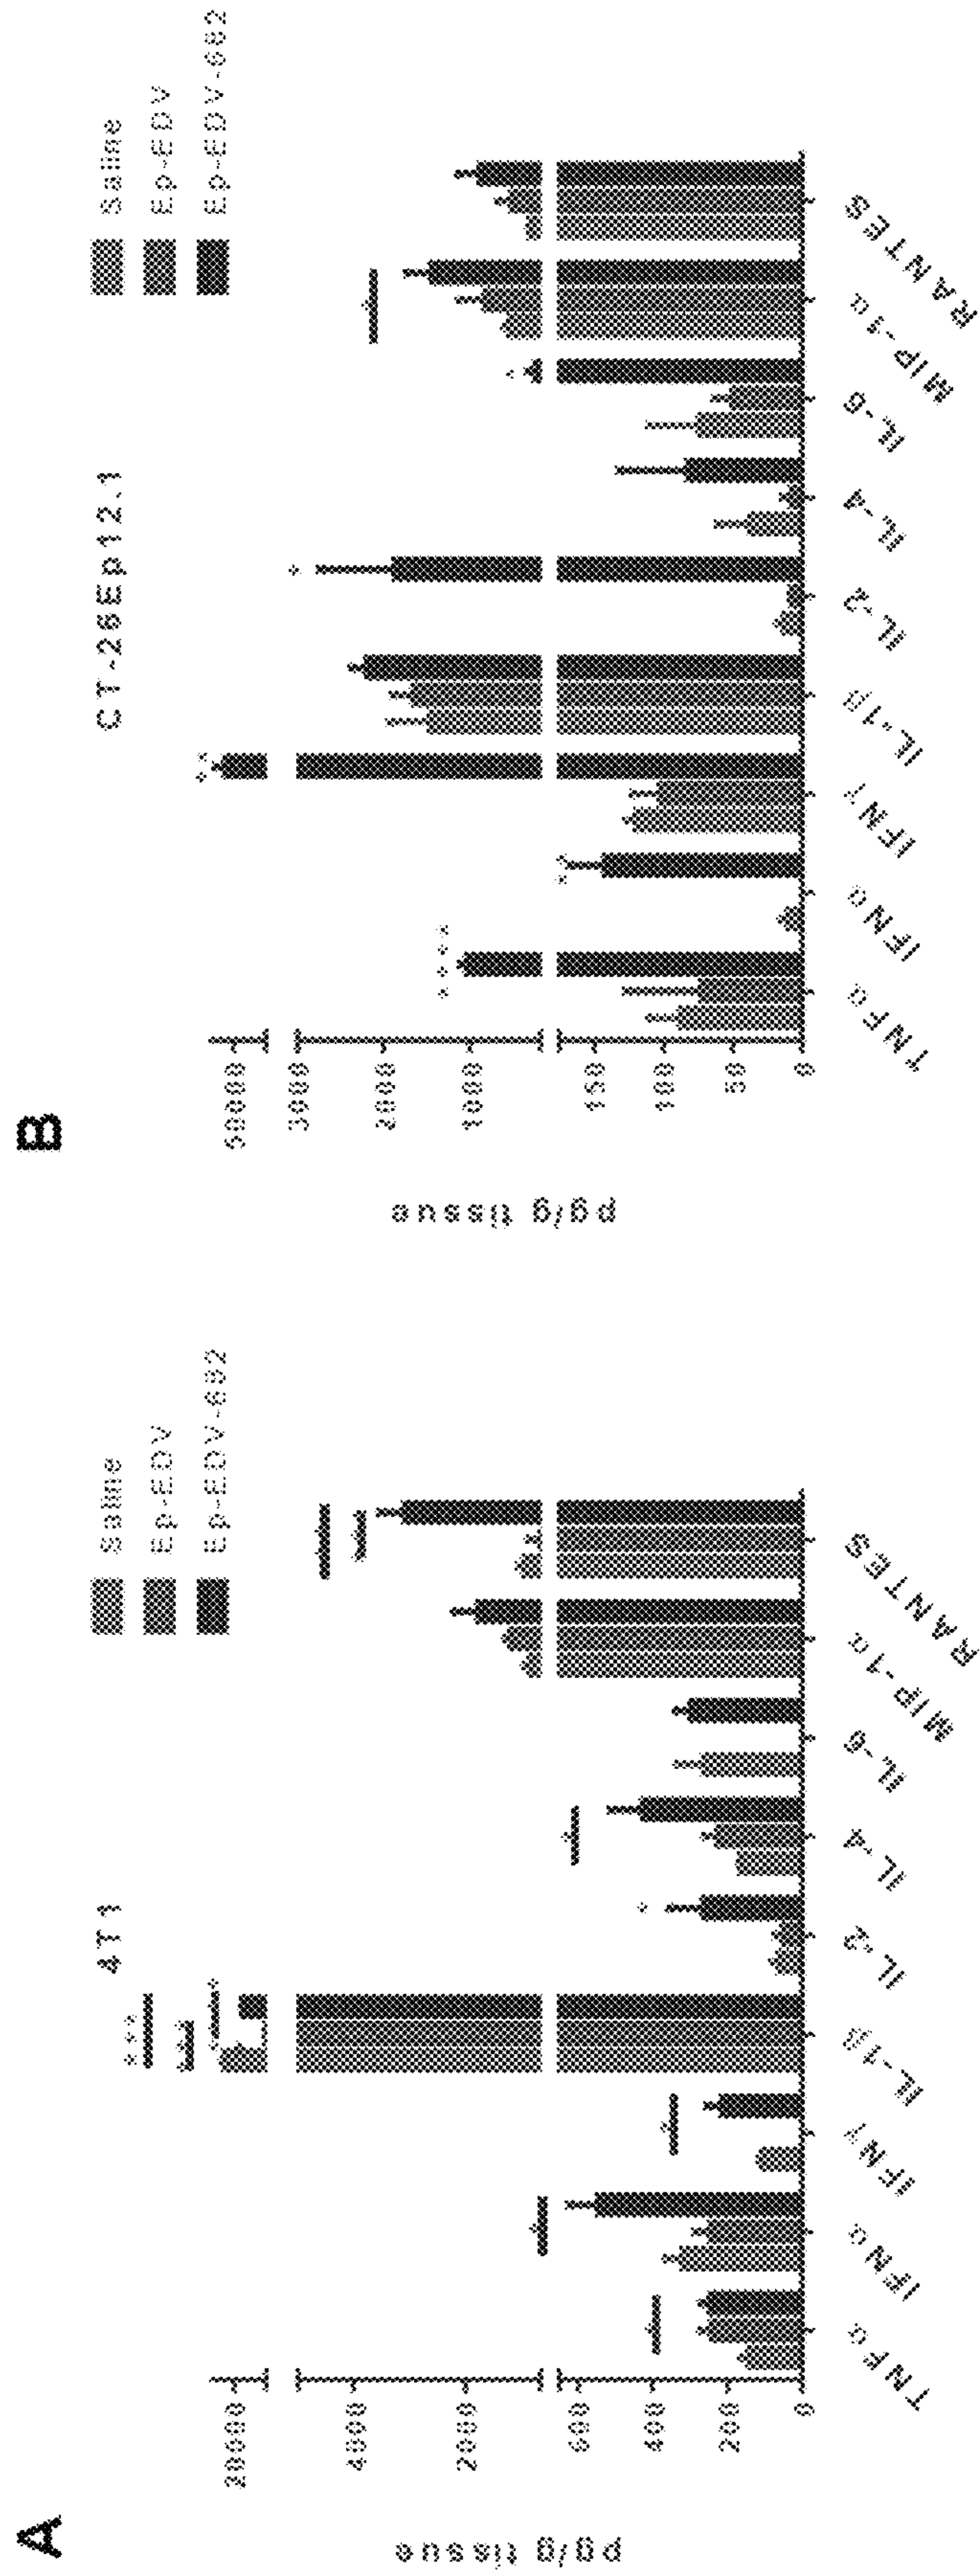 A
4T1
Saline
Ep-EDV
Ep-EDV-682
pg/g tissue
20000
4000
2000
600
400
200
0
TNFα
IFNα
IFNγ
IL-1β
IL-2
IL-4
IL-6
MIP-1α
RANTES
B
CT-26Ep12.1
Saline
Ep-EDV
Ep-EDV-682
pg/g tissue
50000
3000
2000
1000
150
100
50
0
TNFα
IFNα
IFNγ
IL-1β
IL-2
IL-4
IL-6
MIP-1α
RANTES